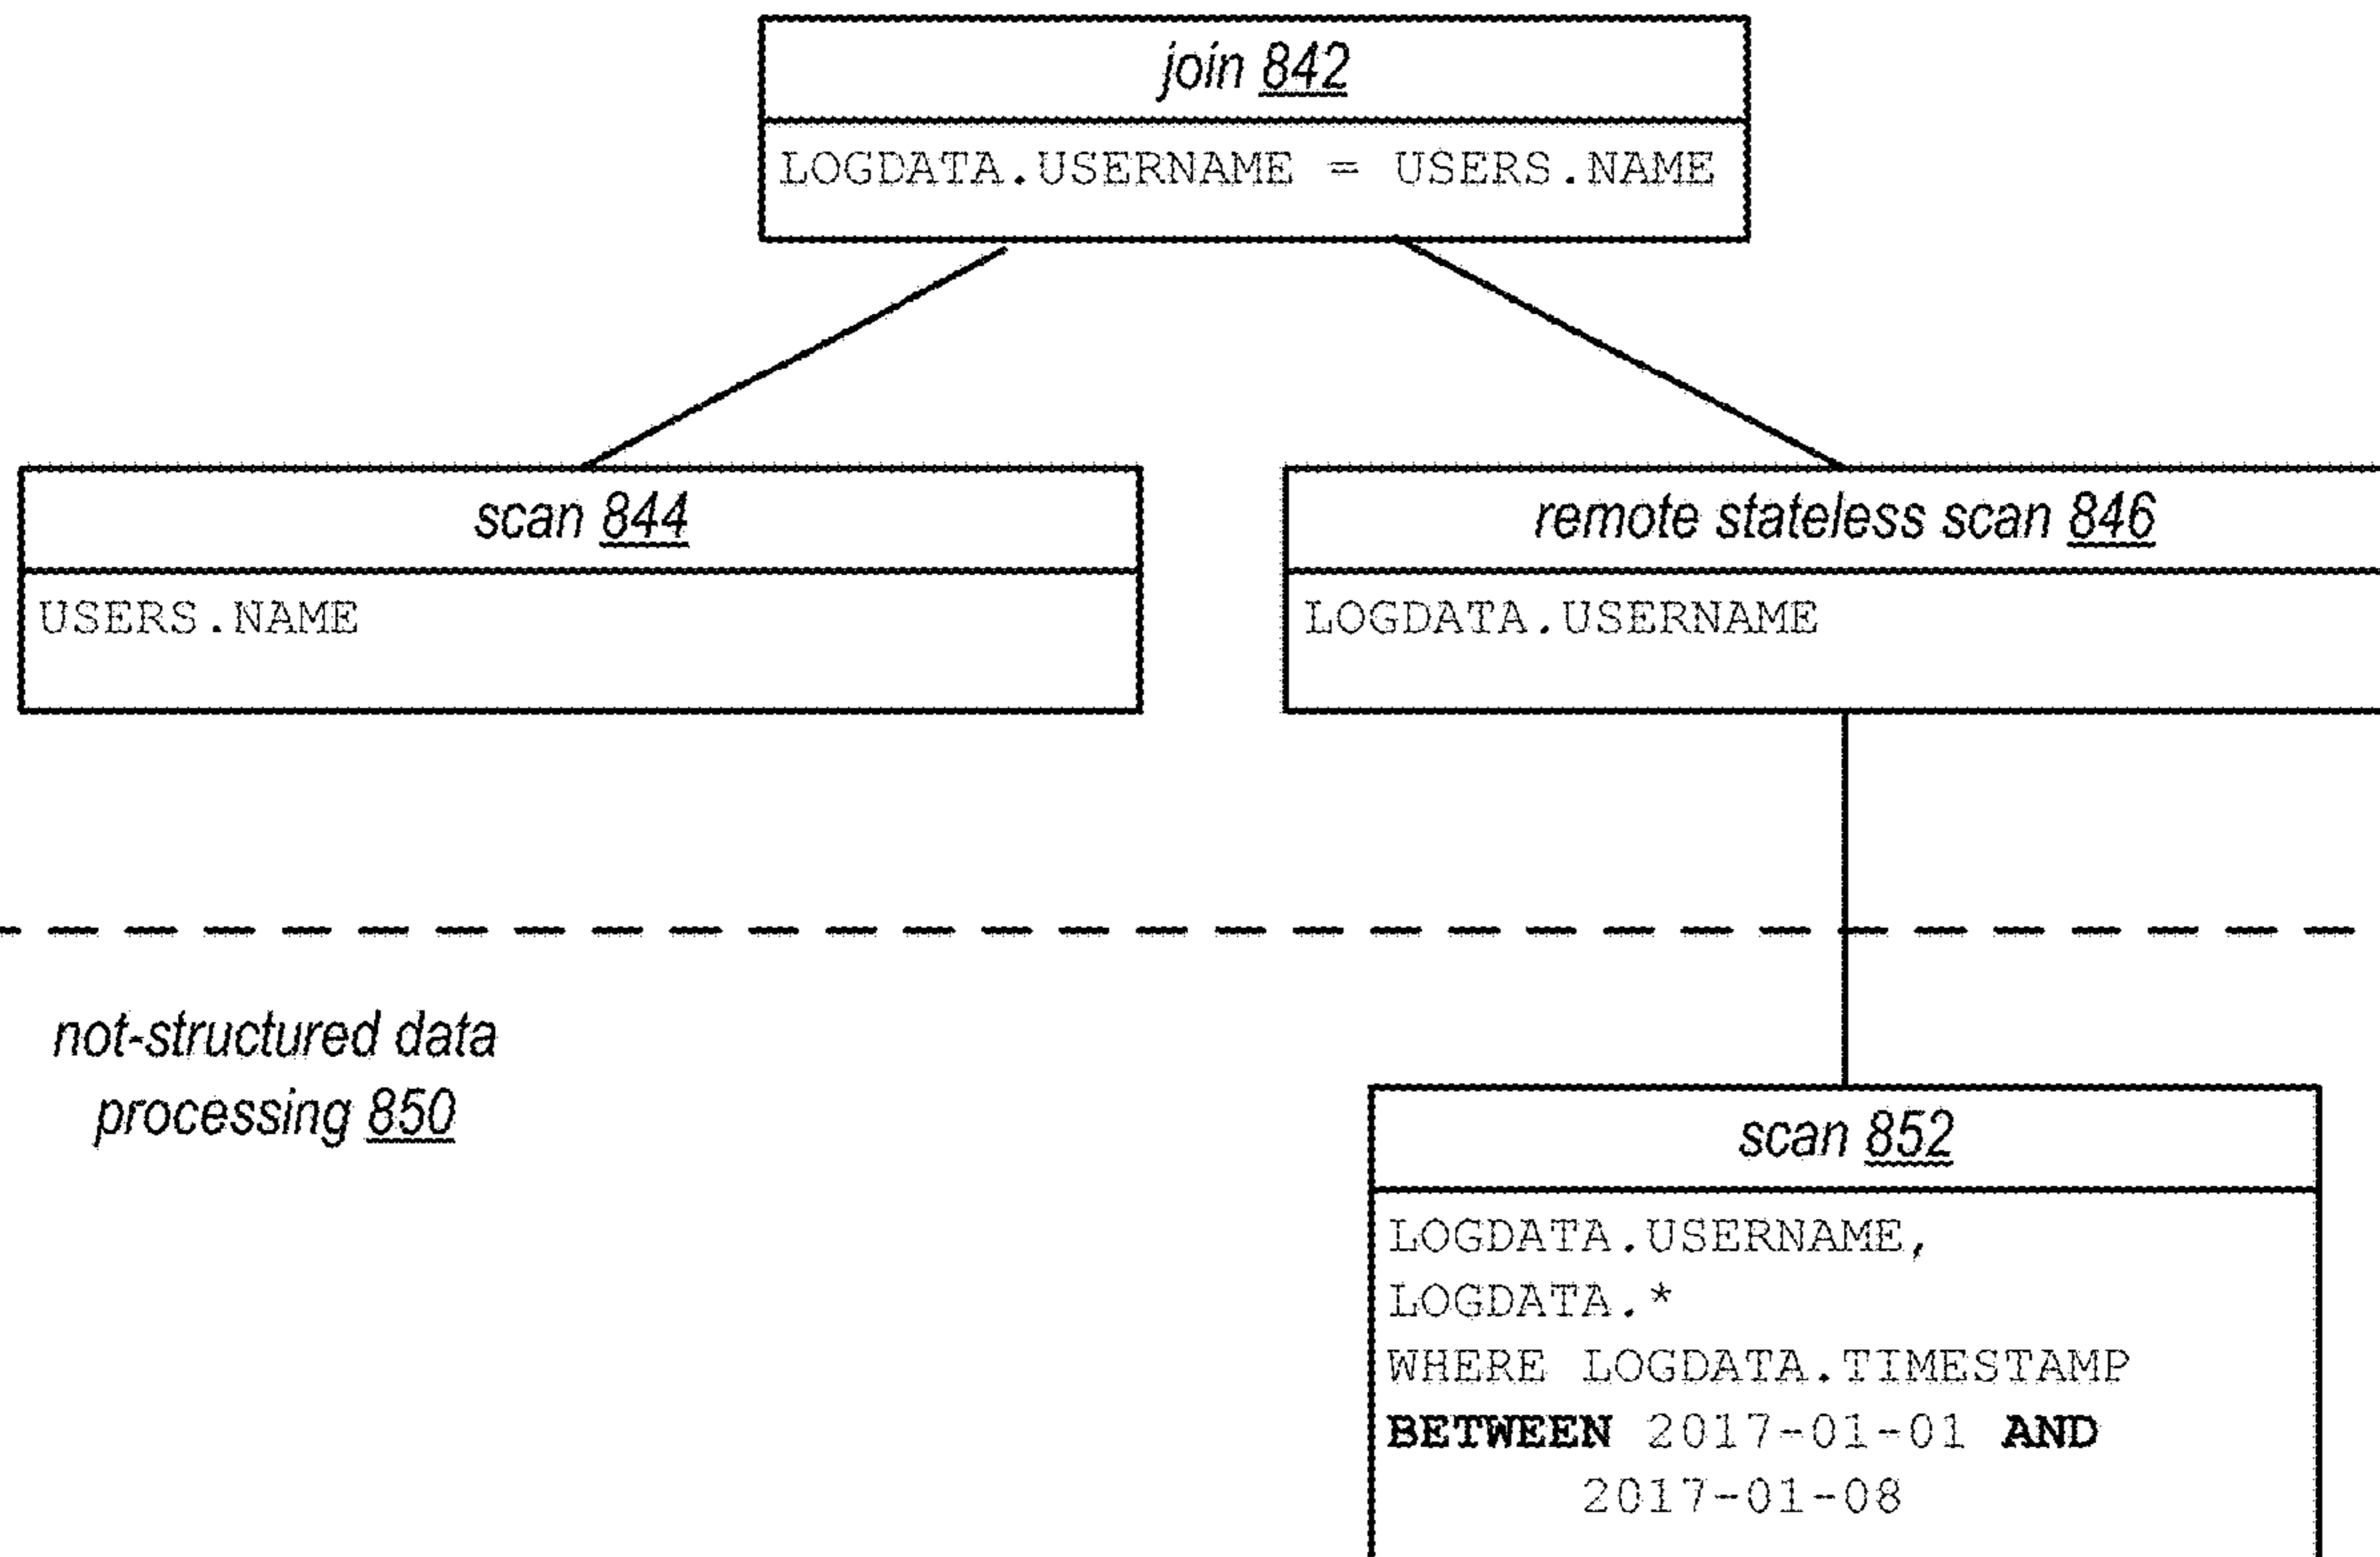 join 842
LOGDATA.USERNAME = USERS.NAME
scan 844
USERS.NAME
remote stateless scan 846
LOGDATA.USERNAME
not-structured data
processing 850
scan 852
LOGDATA.USERNAME,
LOGDATA.*
WHERE LOGDATA.TIMESTAMP
BETWEEN 2017-01-01 AND
2017-01-08